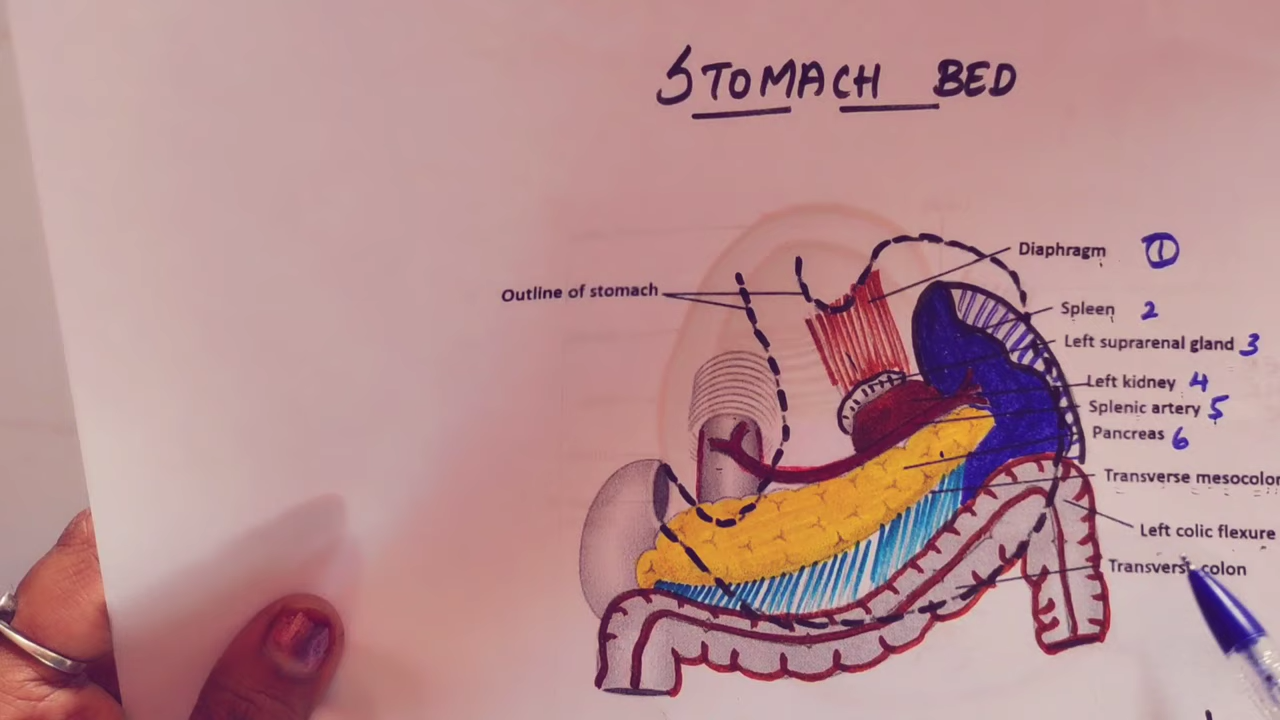 STOMACH BED
Diaphragm 1
Outline of stomach
Spleen 2
Left suprarenal gland 3
Left kidney 4
Splenic artery 5
Pancreas 6
Transverse mesocolon
Left colic flexure
Transverse colon